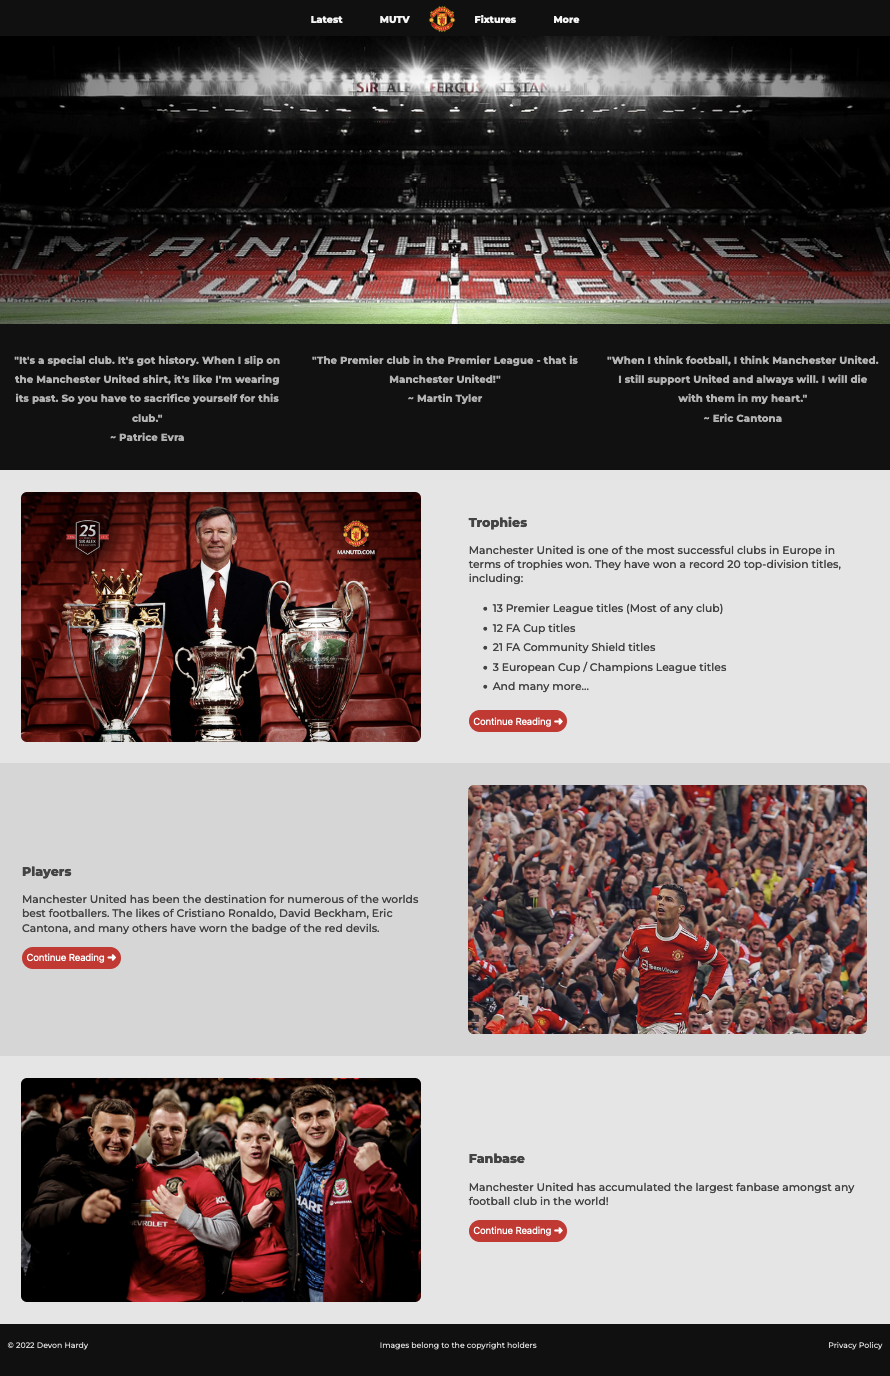 Latest MUTV Fixtures More
SIR ALE FERGUS N STAN
MANCHESTER
UNITED
"It's a special club. It's got history. When I slip on
the Manchester United shirt, it's like I'm wearing
its past. So you have to sacrifice yourself for this
club."
~ Patrice Evra
"The Premier club in the Premier League - that is
Manchester United!"
~ Martin Tyler
"When I think football, I think Manchester United.
I still support United and always will. I will die
with them in my heart."
~ Eric Cantona
25
SIR ALEX
MANUTD.COM
Trophies
Manchester United is one of the most successful clubs in Europe in
terms of trophies won. They have won a record 20 top-division titles,
including:
• 13 Premier League titles (Most of any club)
• 12 FA Cup titles
• 21 FA Community Shield titles
• 3 European Cup / Champions League titles
• And many more...
Continue Reading ➜
Players
Manchester United has been the destination for numerous of the worlds
best footballers. The likes of Cristiano Ronaldo, David Beckham, Eric
Cantona, and many others have worn the badge of the red devils.
Continue Reading ➜
TeamViewer
CHEVROLET
KO
HARP
Fanbase
Manchester United has accumulated the largest fanbase amongst any
football club in the world!
Continue Reading ➜
© 2022 Devon Hardy
Images belong to the copyright holders
Privacy Policy